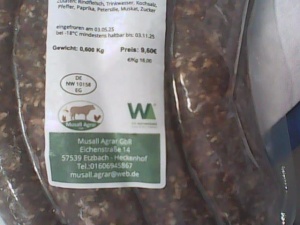 Zutaten: Rindfleisch, Trinkwasser, Kochsalz,
Pfeffer, Paprika, Petersilie, Muskat, Zucker
eingefroren am 03.05.25
bei -18°C mindestens haltbar bis: 03.11.25
Gewicht: 0,600 Kg Preis: 9,60€
€/Kg 16,00
DE
NW 10158
EG
Musall Agrar
Musall Agrar GbR
Eichenstraße 14
57539 Etzbach - Heckenhof
Tel.:01606945867
musall.agrar@web.de